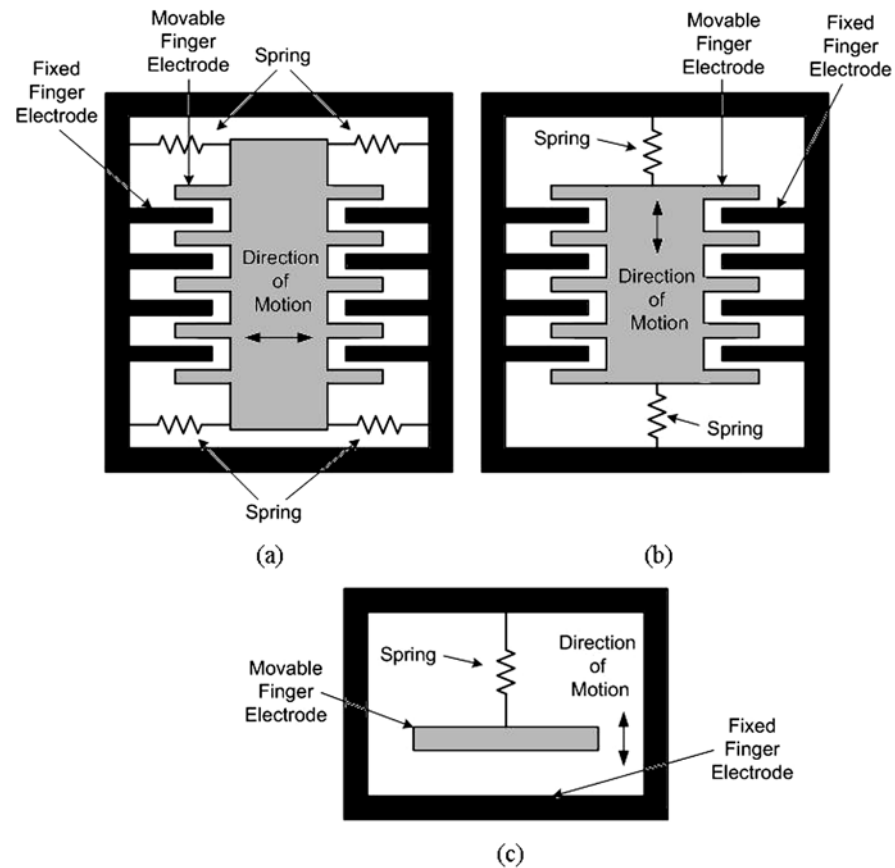 Movable
Finger
Electrode
Spring
Fixed
Finger
Electrode
Direction
of
Motion
Spring
(a)
Movable
Finger
Electrode
Fixed
Finger
Electrode
Spring
Direction
of
Motion
Spring
(b)
Spring
Direction
of
Motion
Movable
Finger
Electrode
Fixed
Finger
Electrode
(c)